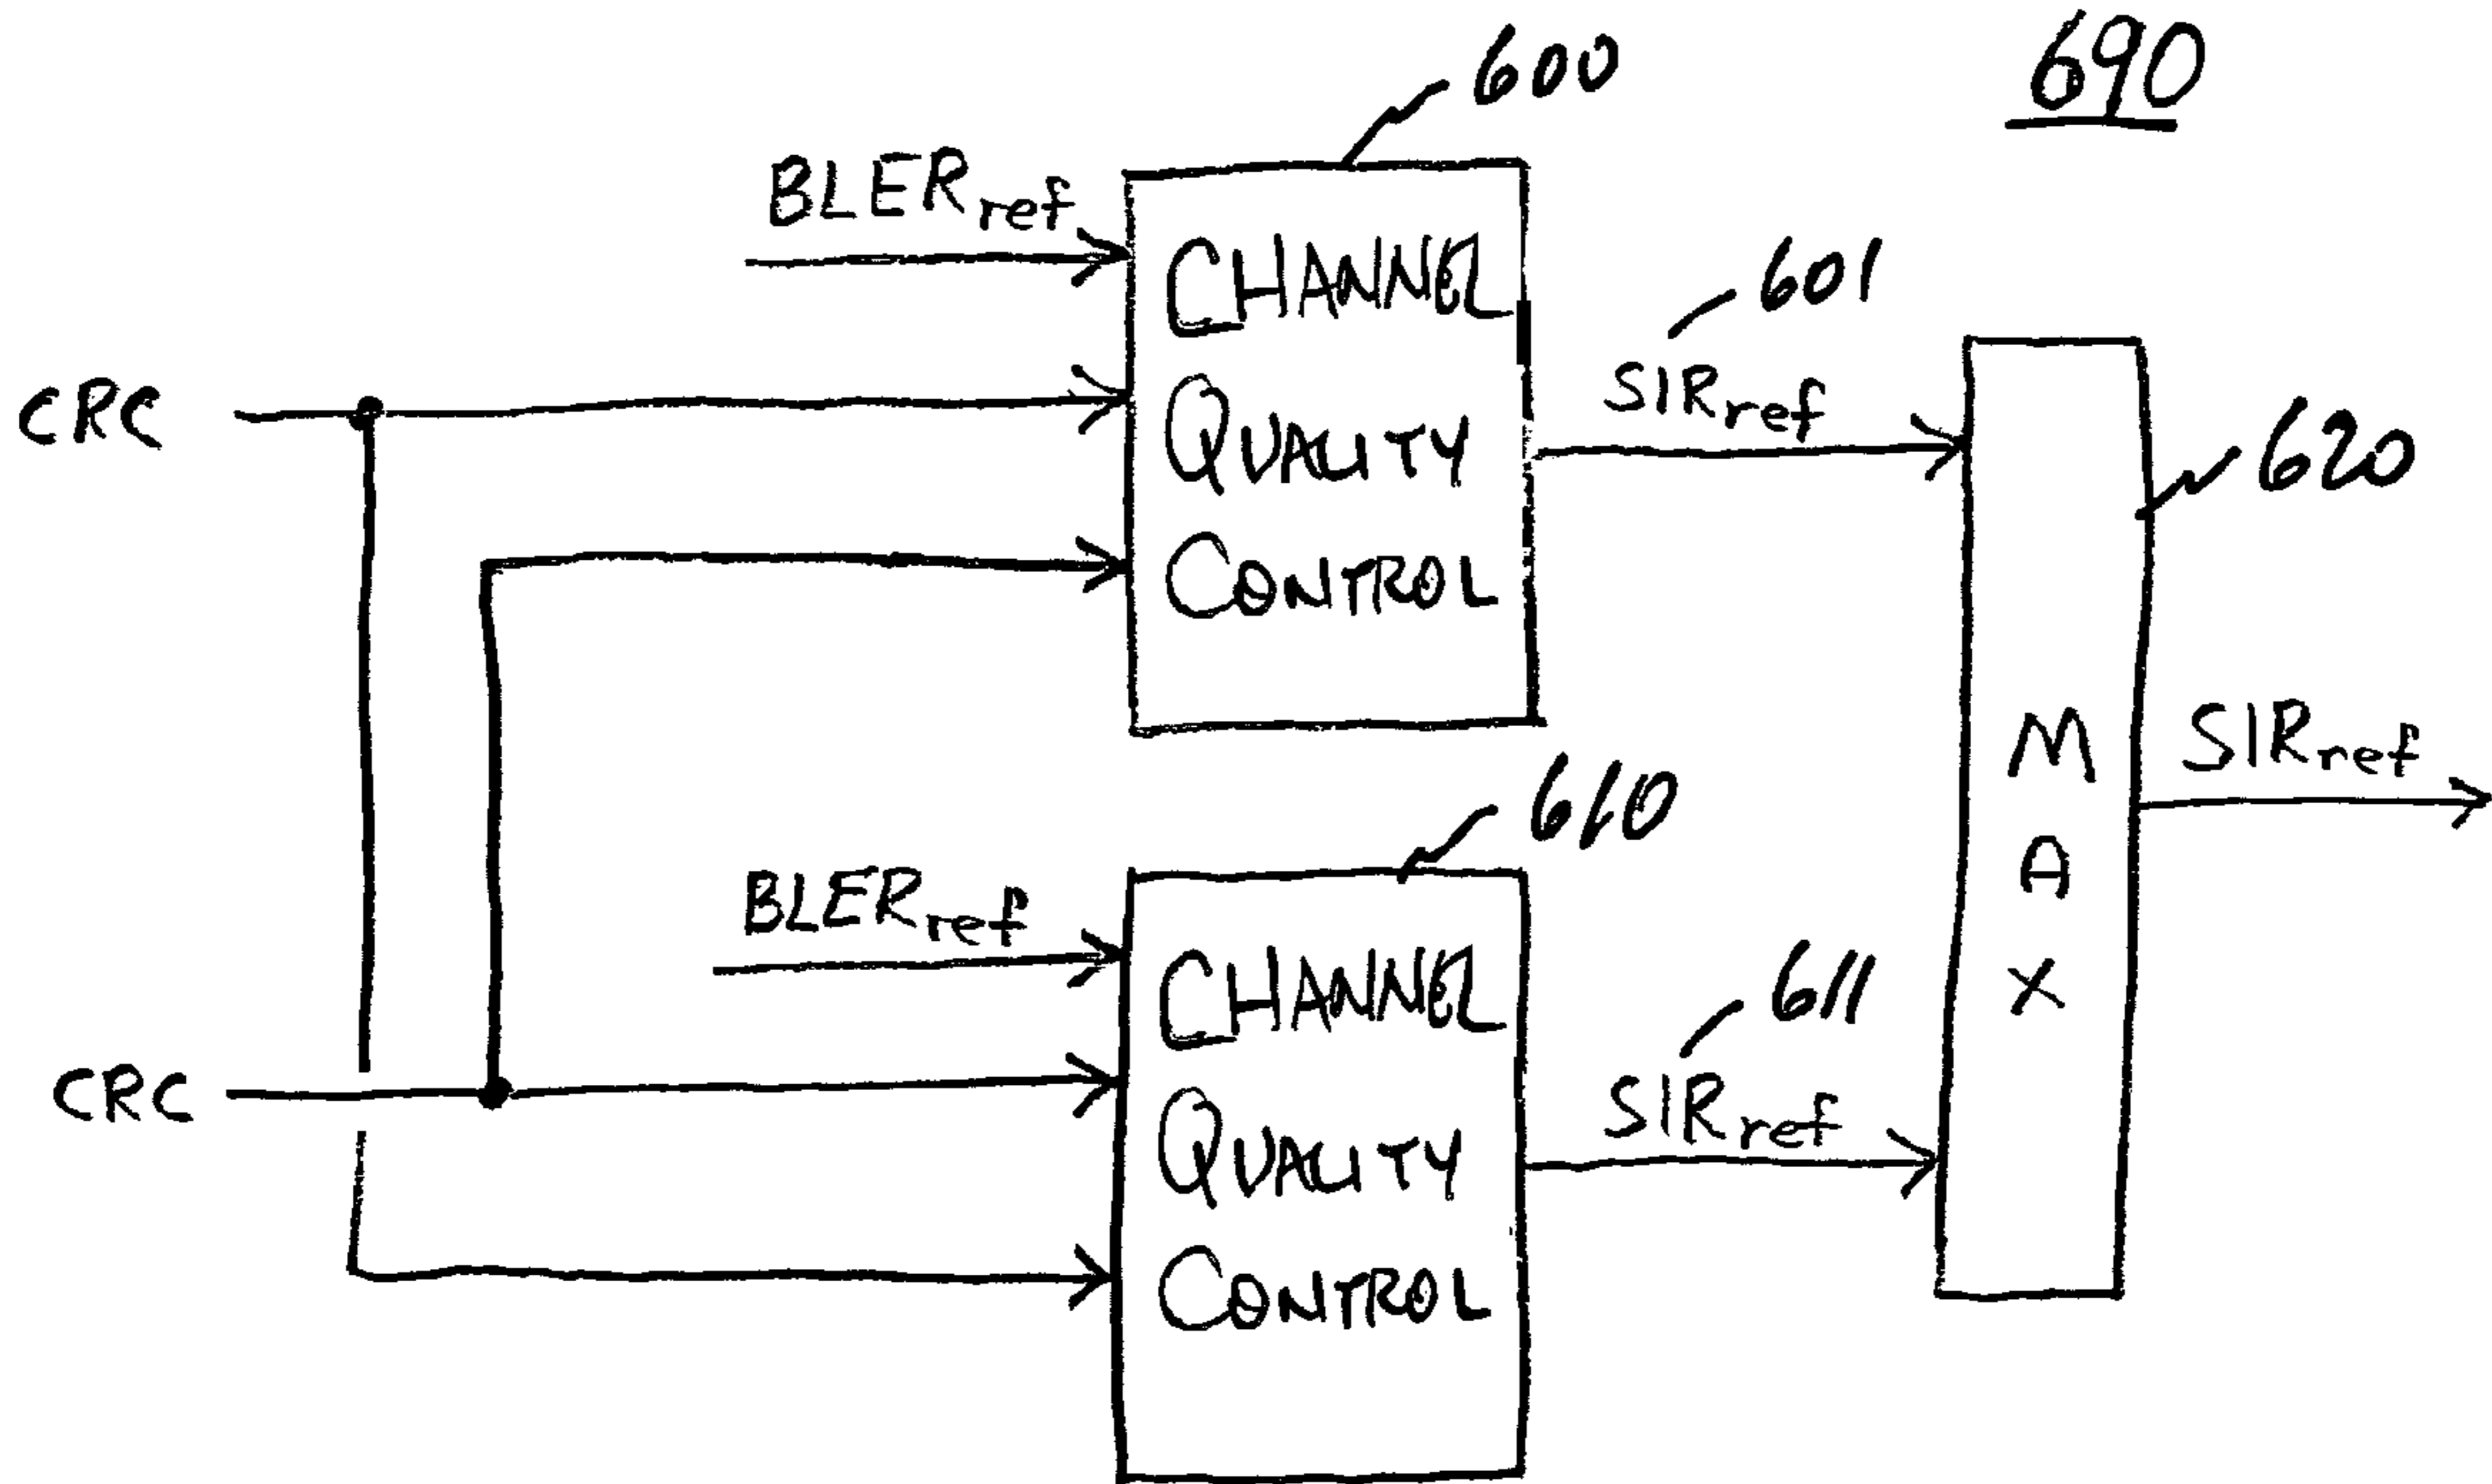 690
600
BLERref
CHANNEL
QUALITY
CONTROL
CRC
601
SIRref
620
MAX
SIRref
610
BLERref
CHANNEL
QUALITY
CONTROL
CRC
611
SIRref